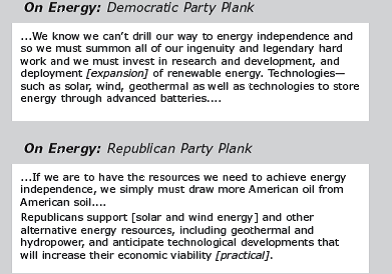 On Energy: Democratic Party Plank
...We know we can't drill our way to energy independence and
so we must summon all of our ingenuity and legendary hard
work and we must invest in research and development, and
deployment [expansion] of renewable energy. Technologies—
such as solar, wind, geothermal as well as technologies to store
energy through advanced batteries....
On Energy: Republican Party Plank
...If we are to have the resources we need to achieve energy
independence, we simply must draw more American oil from
American soil....
Republicans support [solar and wind energy] and other
alternative energy resources, including geothermal and
hydropower, and anticipate technological developments that
will increase their economic viability [practical].